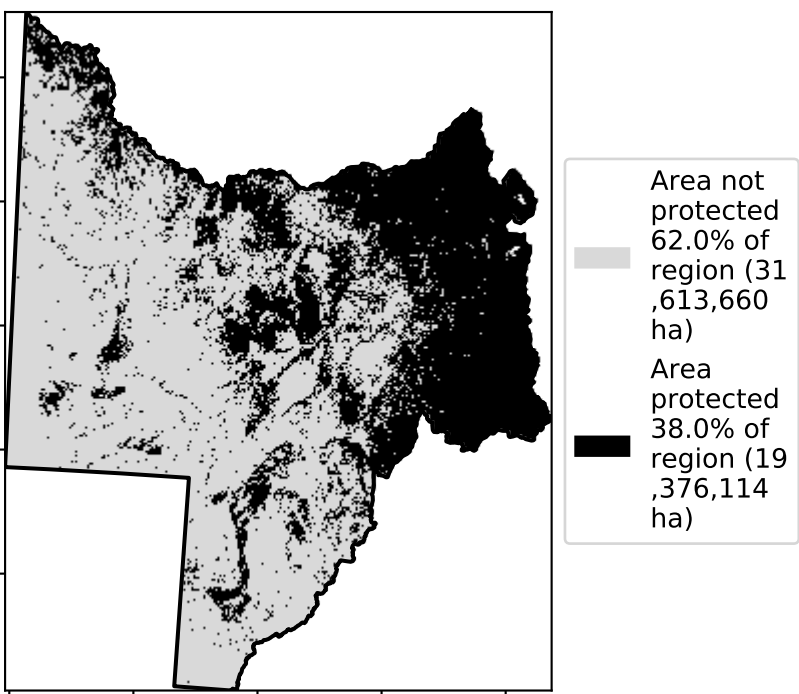 Area not
protected
62.0% of
region (31
,613,660
ha)
Area
protected
38.0% of
region (19
,376,114
ha)